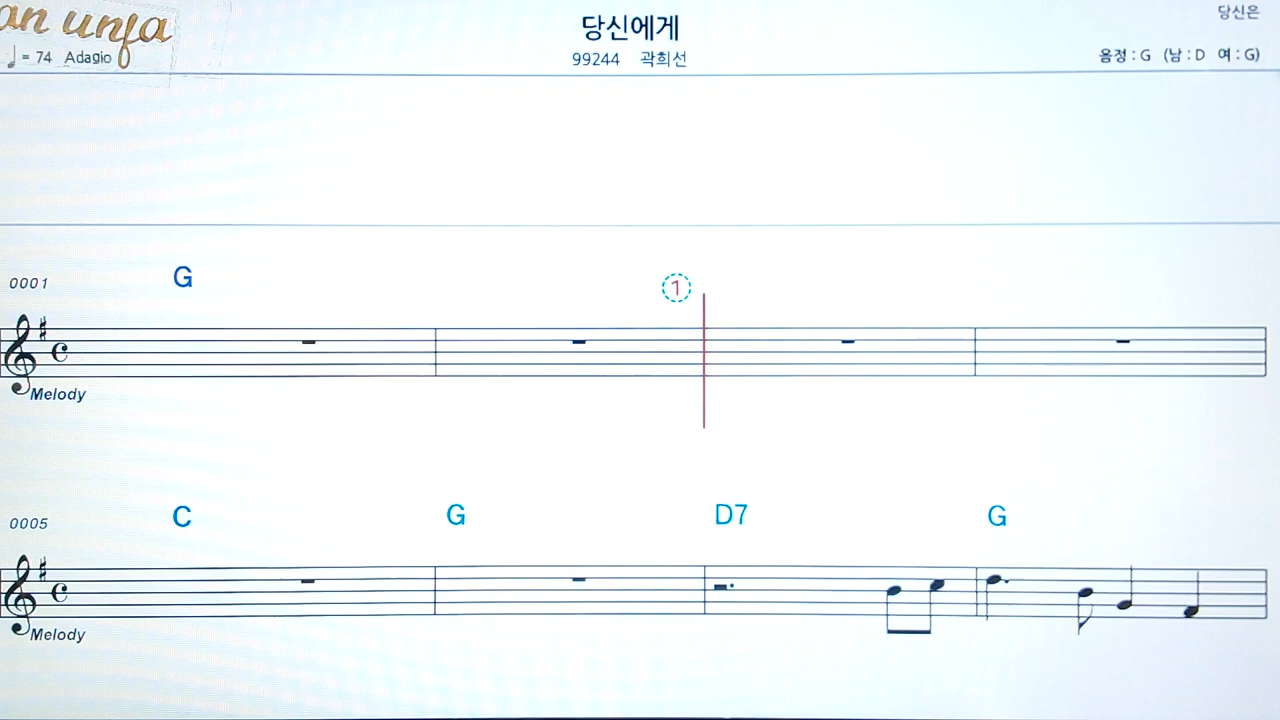 an unfa
당신에게
당신은
♩= 74 Adagio
99244 곽희선
음정 : G (남 : D 여 : G)
0001
G
1
Melody
0005
C G D7 G
Melody